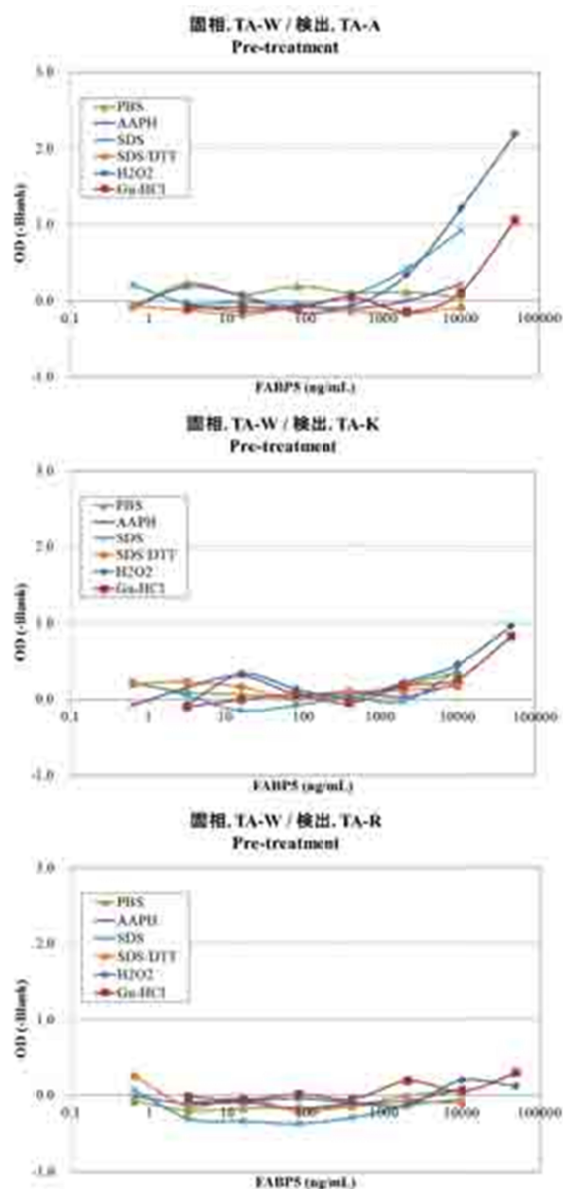 固相. TA-W / 検出. TA-A
Pre-treatment
3.0
2.0
1.0
0.0
-1.0
OD (-Blank)
PBS
AAPH
SDS
SDS/DTT
H2O2
Gu-HCl
0.1
1
10
100
1000
10000
100000
FABP5 (ng/mL)
固相. TA-W / 検出. TA-K
Pre-treatment
3.0
2.0
1.0
0.0
-1.0
OD (-Blank)
PBS
AAPH
SDS
SDS/DTT
H2O2
Gu-HCl
0.1
1
10
100
1000
10000
100000
FABP5 (ng/mL)
固相. TA-W / 検出. TA-R
Pre-treatment
3.0
2.0
1.0
0.0
-1.0
OD (-Blank)
PBS
AAPH
SDS
SDS/DTT
H2O2
Gu-HCl
0.1
1
10
100
1000
10000
100000
FABP5 (ng/mL)